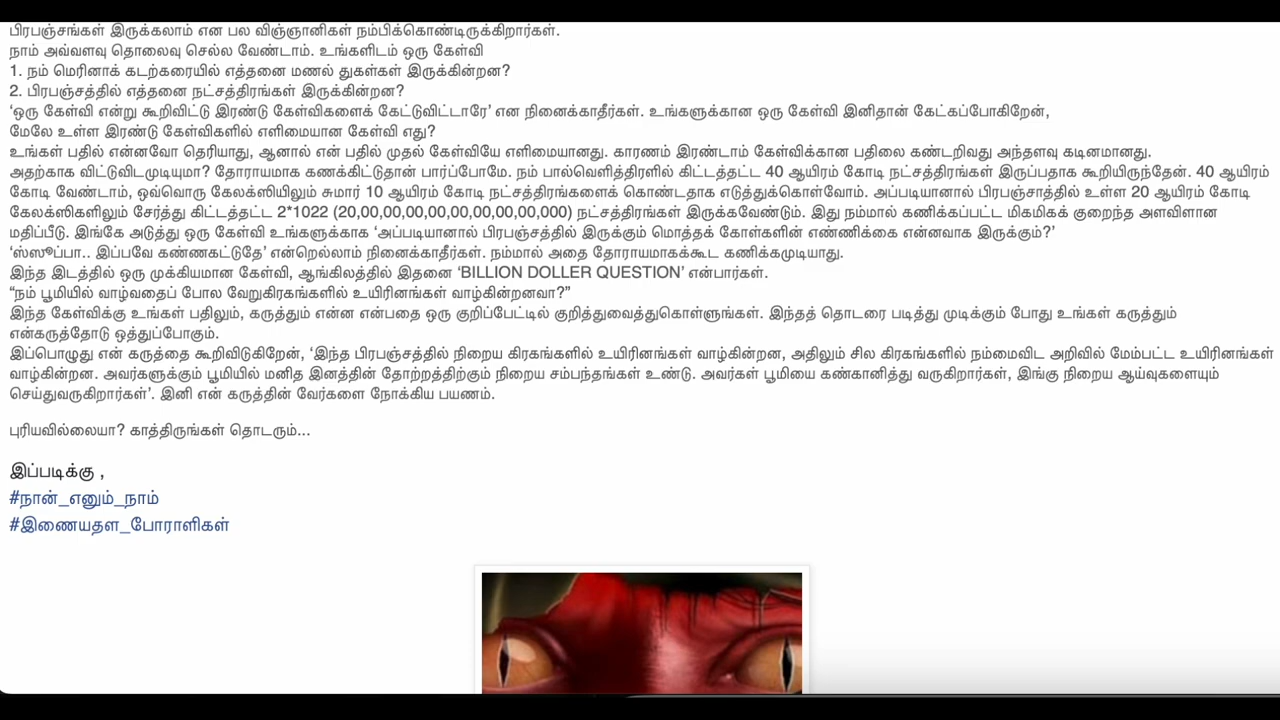 பிரபஞ்சங்கள் இருக்கலாம் என பல விஞ்ஞானிகள் நம்பிக்கொண்டிருக்கிறார்கள்.
நாம் அவ்வளவு தொலைவு செல்ல வேண்டாம். உங்களிடம் ஒரு கேள்வி
1. நம் மெரினாக் கடற்கரையில் எத்தனை மணல் துகள்கள் இருக்கின்றன?
2. பிரபஞ்சத்தில் எத்தனை நட்சத்திரங்கள் இருக்கின்றன?
‘ஒரு கேள்வி என்று கூறிவிட்டு இரண்டு கேள்விகளைக் கேட்டுவிட்டாரே’ என நினைக்காதீர்கள். உங்களுக்கான ஒரு கேள்வி இனிதான் கேட்கப்போகிறேன்,
மேலே உள்ள இரண்டு கேள்விகளில் எளிமையான கேள்வி எது?
உங்கள் பதில் என்னவோ தெரியாது, ஆனால் என் பதில் முதல் கேள்வியே எளிமையானது. காரணம் இரண்டாம் கேள்விக்கான பதிலை கண்டறிவது அந்தளவு கடினமானது.
அதற்காக விட்டுவிடமுடியுமா? தோராயமாக கணக்கிட்டுதான் பார்ப்போமே. நம் பால்வெளித்திரளில் கிட்டத்தட்ட 40 ஆயிரம் கோடி நட்சத்திரங்கள் இருப்பதாக கூறியிருந்தேன். 40 ஆயிரம்
கோடி வேண்டாம், ஒவ்வொரு கேலக்ஸியிலும் சுமார் 10 ஆயிரம் கோடி நட்சத்திரங்களைக் கொண்டதாக எடுத்துக்கொள்வோம். அப்படியானால் பிரபஞ்சாத்தில் உள்ள 20 ஆயிரம் கோடி
கேலக்ஸிகளிலும் சேர்த்து கிட்டத்தட்ட 2*1022 (20,00,00,00,00,00,00,00,00,00,000) நட்சத்திரங்கள் இருக்கவேண்டும். இது நம்மால் கணிக்கப்பட்ட மிகமிகக் குறைந்த அளவிளான
மதிப்பீடு. இங்கே அடுத்து ஒரு கேள்வி உங்களுக்காக ‘அப்படியானால் பிரபஞ்சத்தில் இருக்கும் மொத்தக் கோள்களின் எண்ணிக்கை என்னவாக இருக்கும்?’
‘ஸ்ஸூப்பா.. இப்பவே கண்ணகட்டுதே’ என்றெல்லாம் நினைக்காதீர்கள். நம்மால் அதை தோராயமாகக்கூட கணிக்கமுடியாது.
இந்த இடத்தில் ஒரு முக்கியமான கேள்வி, ஆங்கிலத்தில் இதனை ‘BILLION DOLLER QUESTION’ என்பார்கள்.
“நம் பூமியில் வாழ்வதைப் போல வேறுகிரகங்களில் உயிரினங்கள் வாழ்கின்றனவா?”
இந்த கேள்விக்கு உங்கள் பதிலும், கருத்தும் என்ன என்பதை ஒரு குறிப்பேட்டில் குறித்துவைத்துகொள்ளுங்கள். இந்தத் தொடரை படித்து முடிக்கும் போது உங்கள் கருத்தும்
என்கருத்தோடு ஒத்துப்போகும்.
இப்பொழுது என் கருத்தை கூறிவிடுகிறேன், ‘இந்த பிரபஞ்சத்தில் நிறைய கிரகங்களில் உயிரினங்கள் வாழ்கின்றன, அதிலும் சில கிரகங்களில் நம்மைவிட அறிவில் மேம்பட்ட உயிரினங்கள்
வாழ்கின்றன. அவர்களுக்கும் பூமியில் மனித இனத்தின் தோற்றத்திற்கும் நிறைய சம்பந்தங்கள் உண்டு. அவர்கள் பூமியை கண்கானித்து வருகிறார்கள், இங்கு நிறைய ஆய்வுகளையும்
செய்துவருகிறார்கள்’. இனி என் கருத்தின் வேர்களை நோக்கிய பயணம்.
புரியவில்லையா? காத்திருங்கள் தொடரும்...
இப்படிக்கு ,
#நான்_எனும்_நாம்
#இணையதள_போராளிகள்